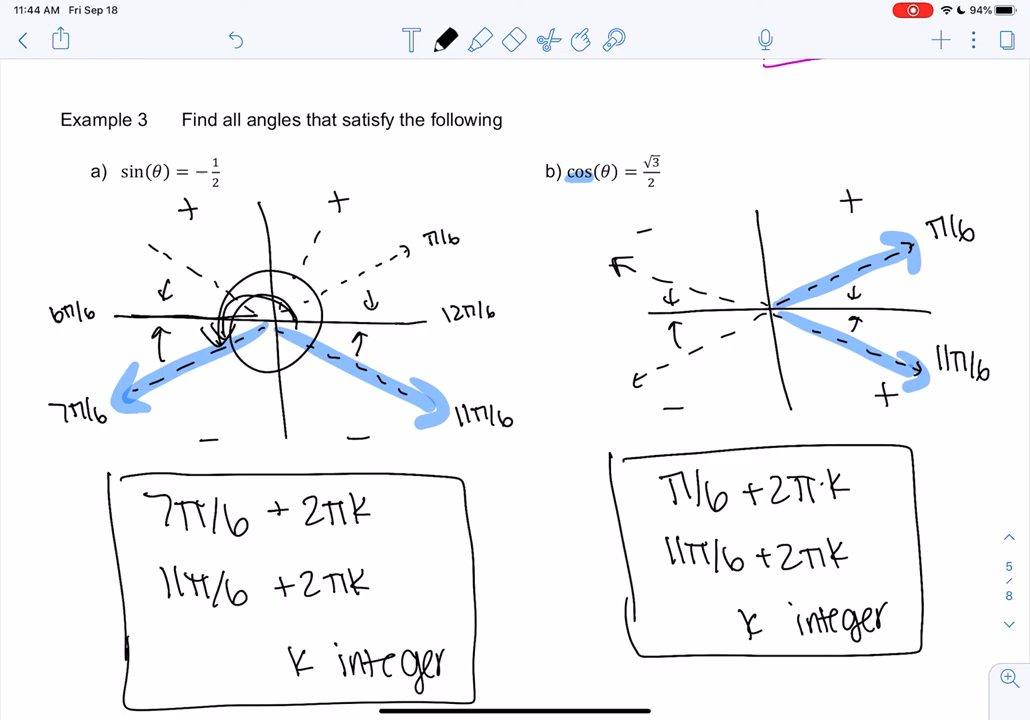 11:44 AM Fri Sep 18
94%
T
Example 3 Find all angles that satisfy the following
a) sin(θ) = −1/2
b) cos(θ) = √3/2
+ +
π/6
6π/6
12π/6
7π/6
11π/6
− −
7π/6 + 2πk
11π/6 + 2πk
k integer
− +
π/6
11π/6
− +
π/6 + 2π·k
11π/6 + 2πk
k integer
5
/
8